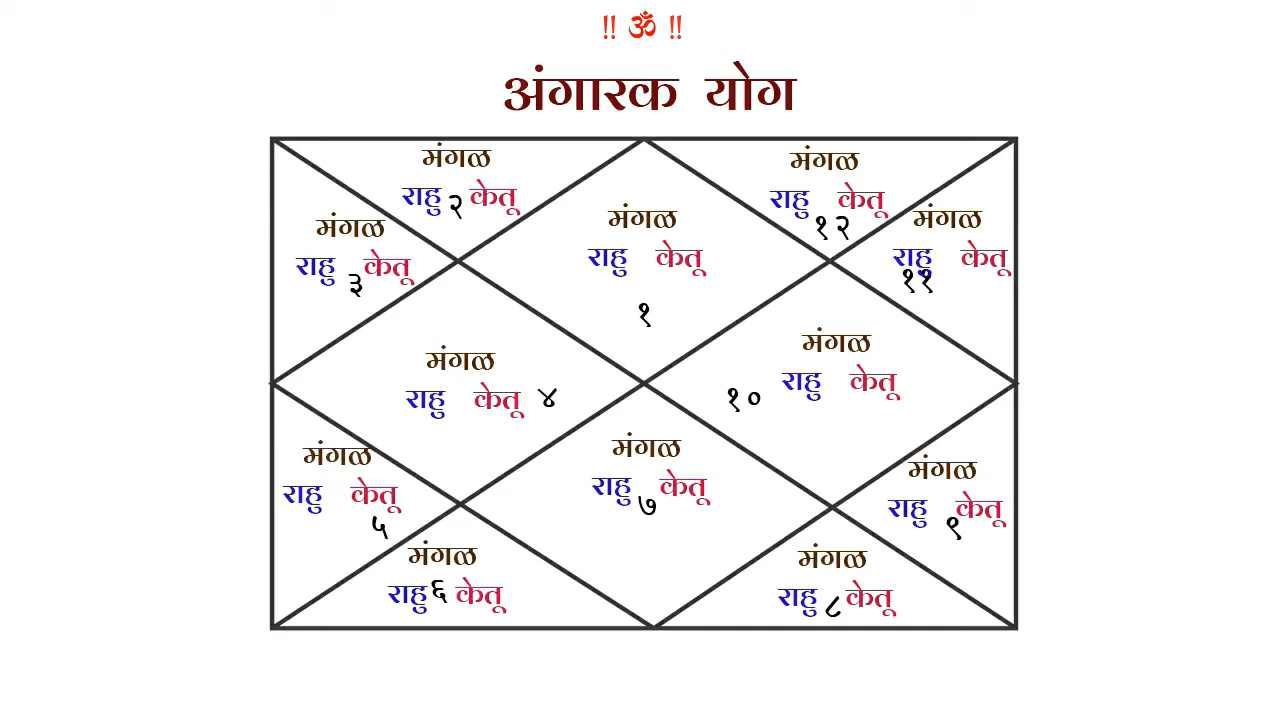 !! ॐ !!
अंगारक योग
मंगळ
राहु २ केतू
मंगळ
राहु केतू
१२
मंगळ
राहु ३ केतू
मंगळ
राहु केतू
१
मंगळ
राहु केतू
११
मंगळ
राहु केतू ४
मंगळ
राहु केतू
१०
मंगळ
राहु केतू
५
मंगळ
राहु ७ केतू
मंगळ
राहु केतू
९
मंगळ
राहु ६ केतू
मंगळ
राहु ८ केतू